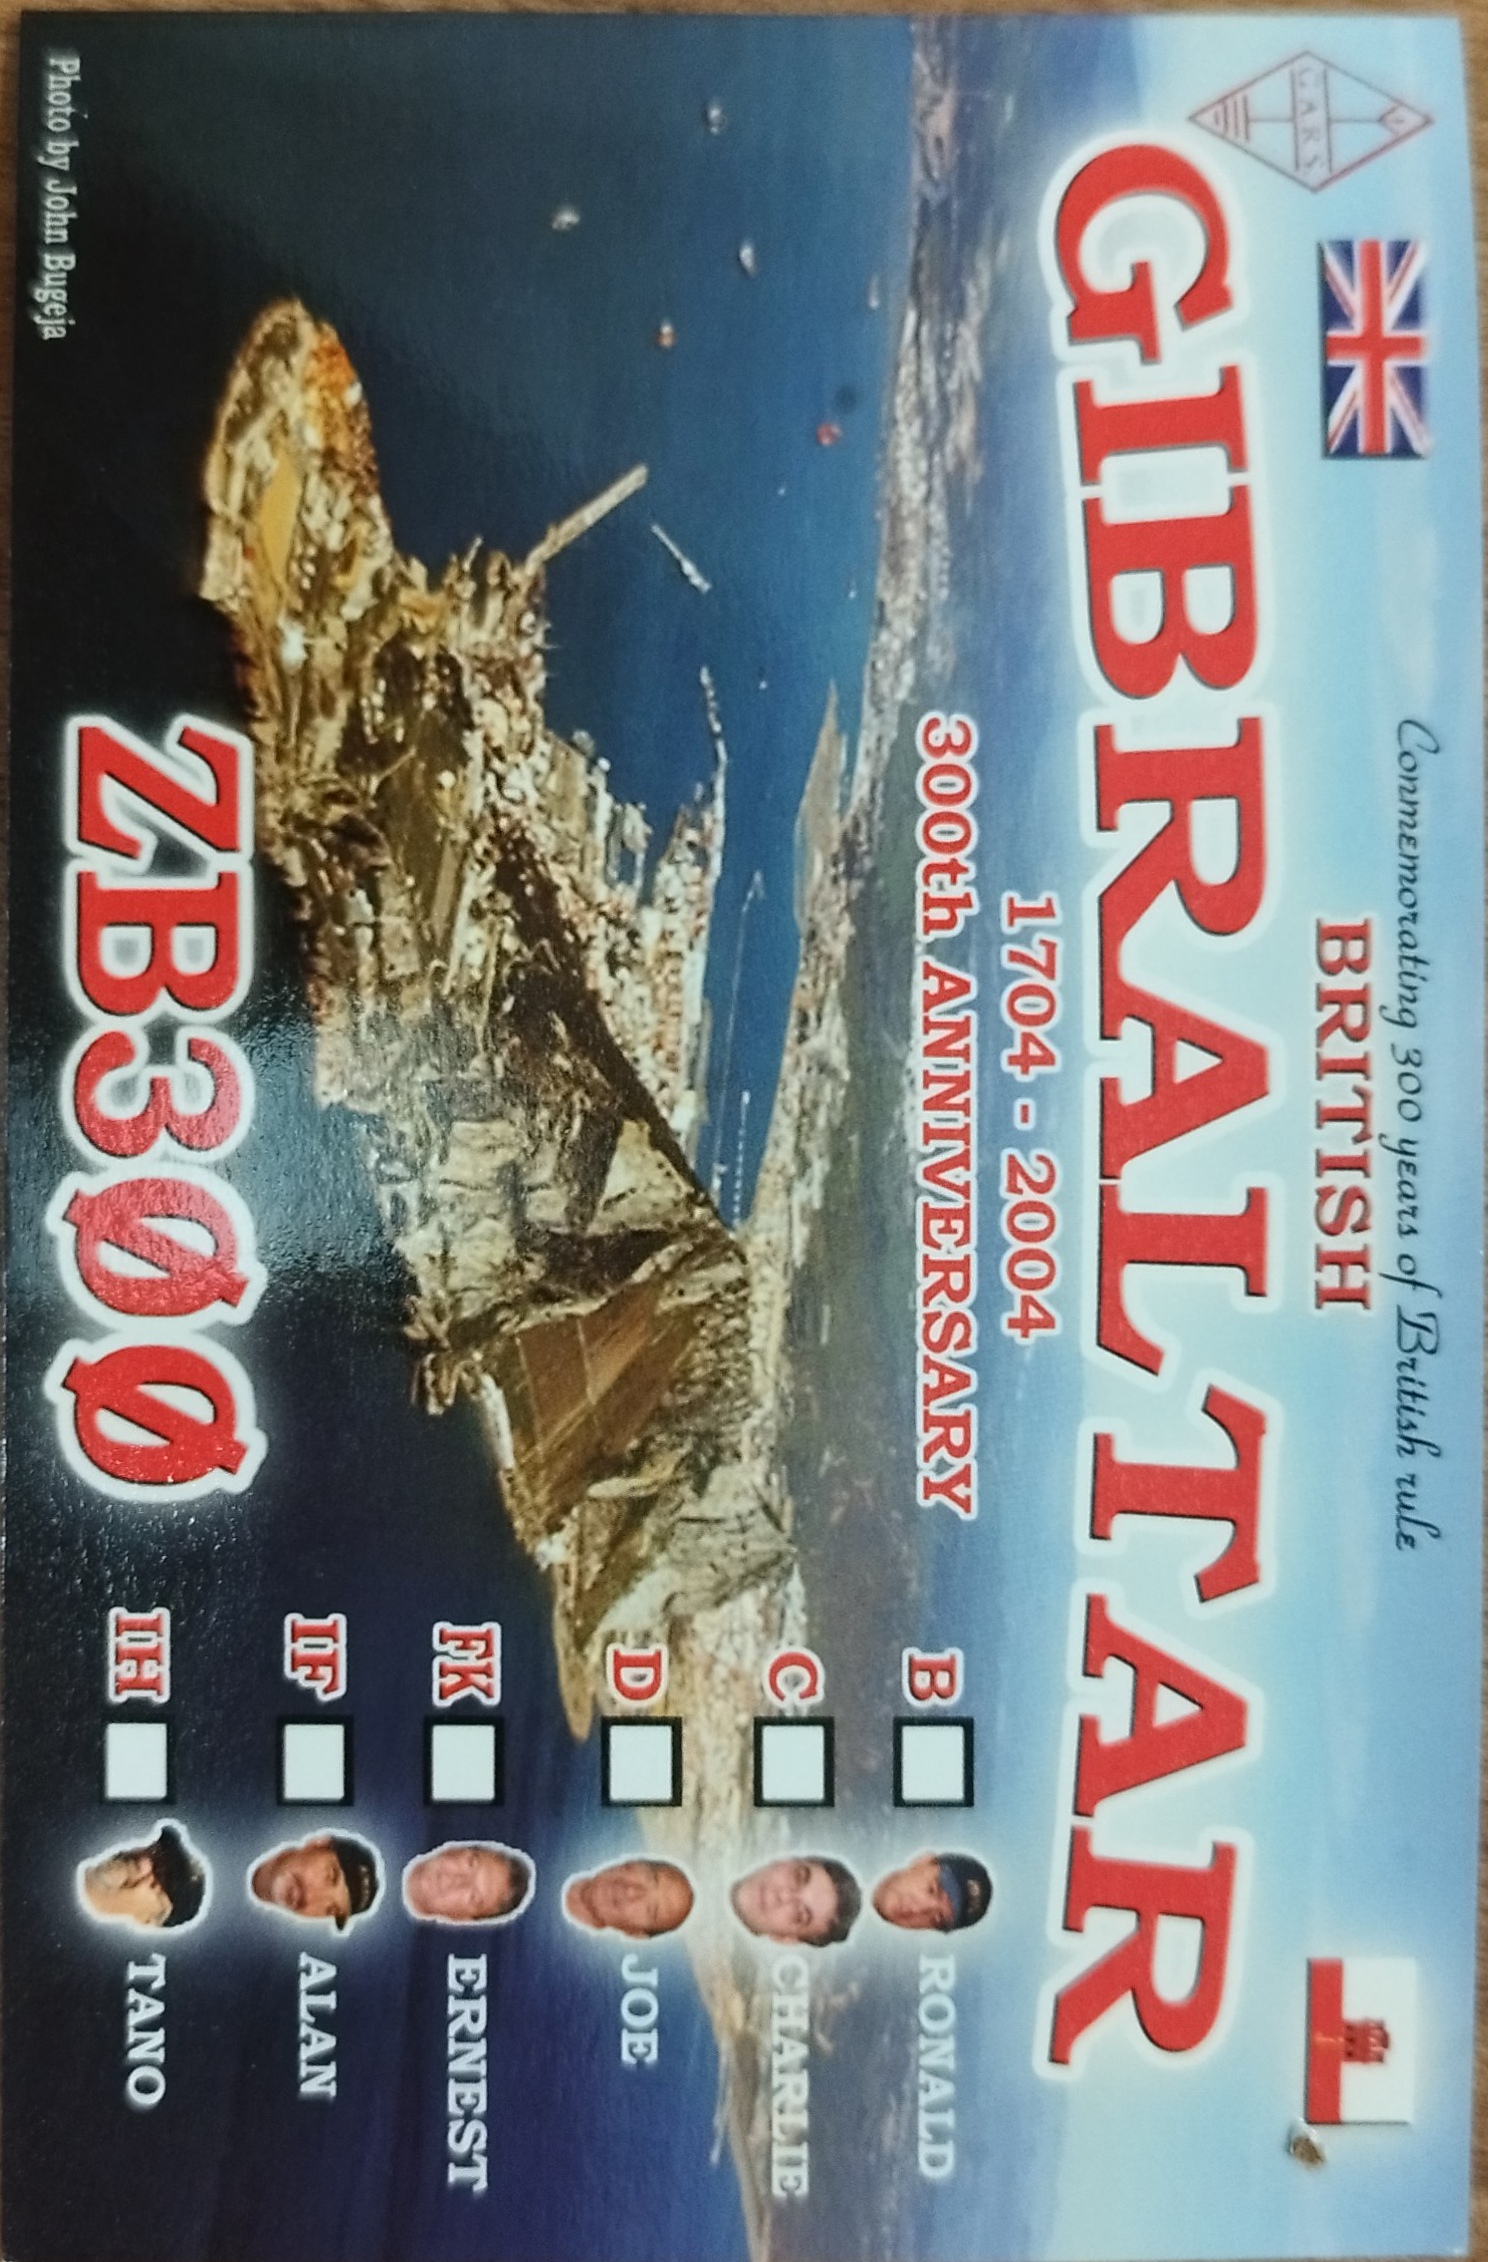 G.A.R.S.
Commemorating 300 years of British rule
BRITISH
GIBRALTAR
1704 - 2004
300th ANNIVERSARY
B RONALD
C CHARLIE
D JOE
FK ERNEST
IF ALAN
IH TANO
ZB3ØØ
Photo by John Bugeja